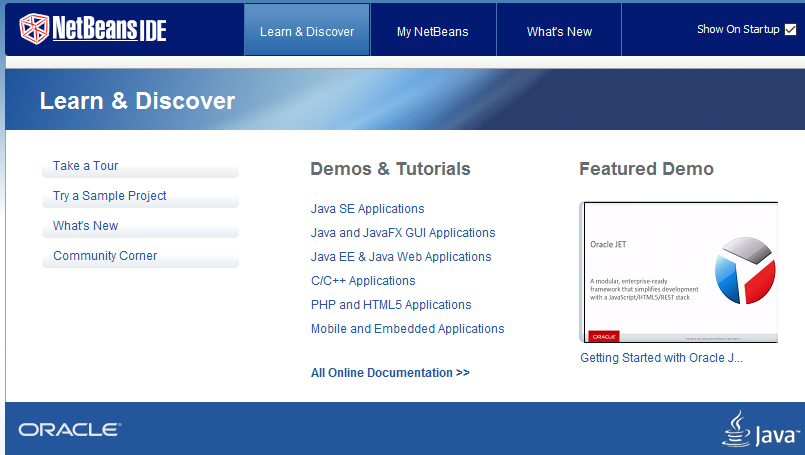 NetBeans IDE
Learn & Discover
My NetBeans
What's New
Show On Startup
Learn & Discover
Take a Tour
Try a Sample Project
What's New
Community Corner
Demos & Tutorials
Java SE Applications
Java and JavaFX GUI Applications
Java EE & Java Web Applications
C/C++ Applications
PHP and HTML5 Applications
Mobile and Embedded Applications
All Online Documentation >>
Featured Demo
Oracle JET
A modular, enterprise-ready
framework that simplifies development
with a JavaScript/HTML5/REST stack
ORACLE
Getting Started with Oracle J...
ORACLE
Java™